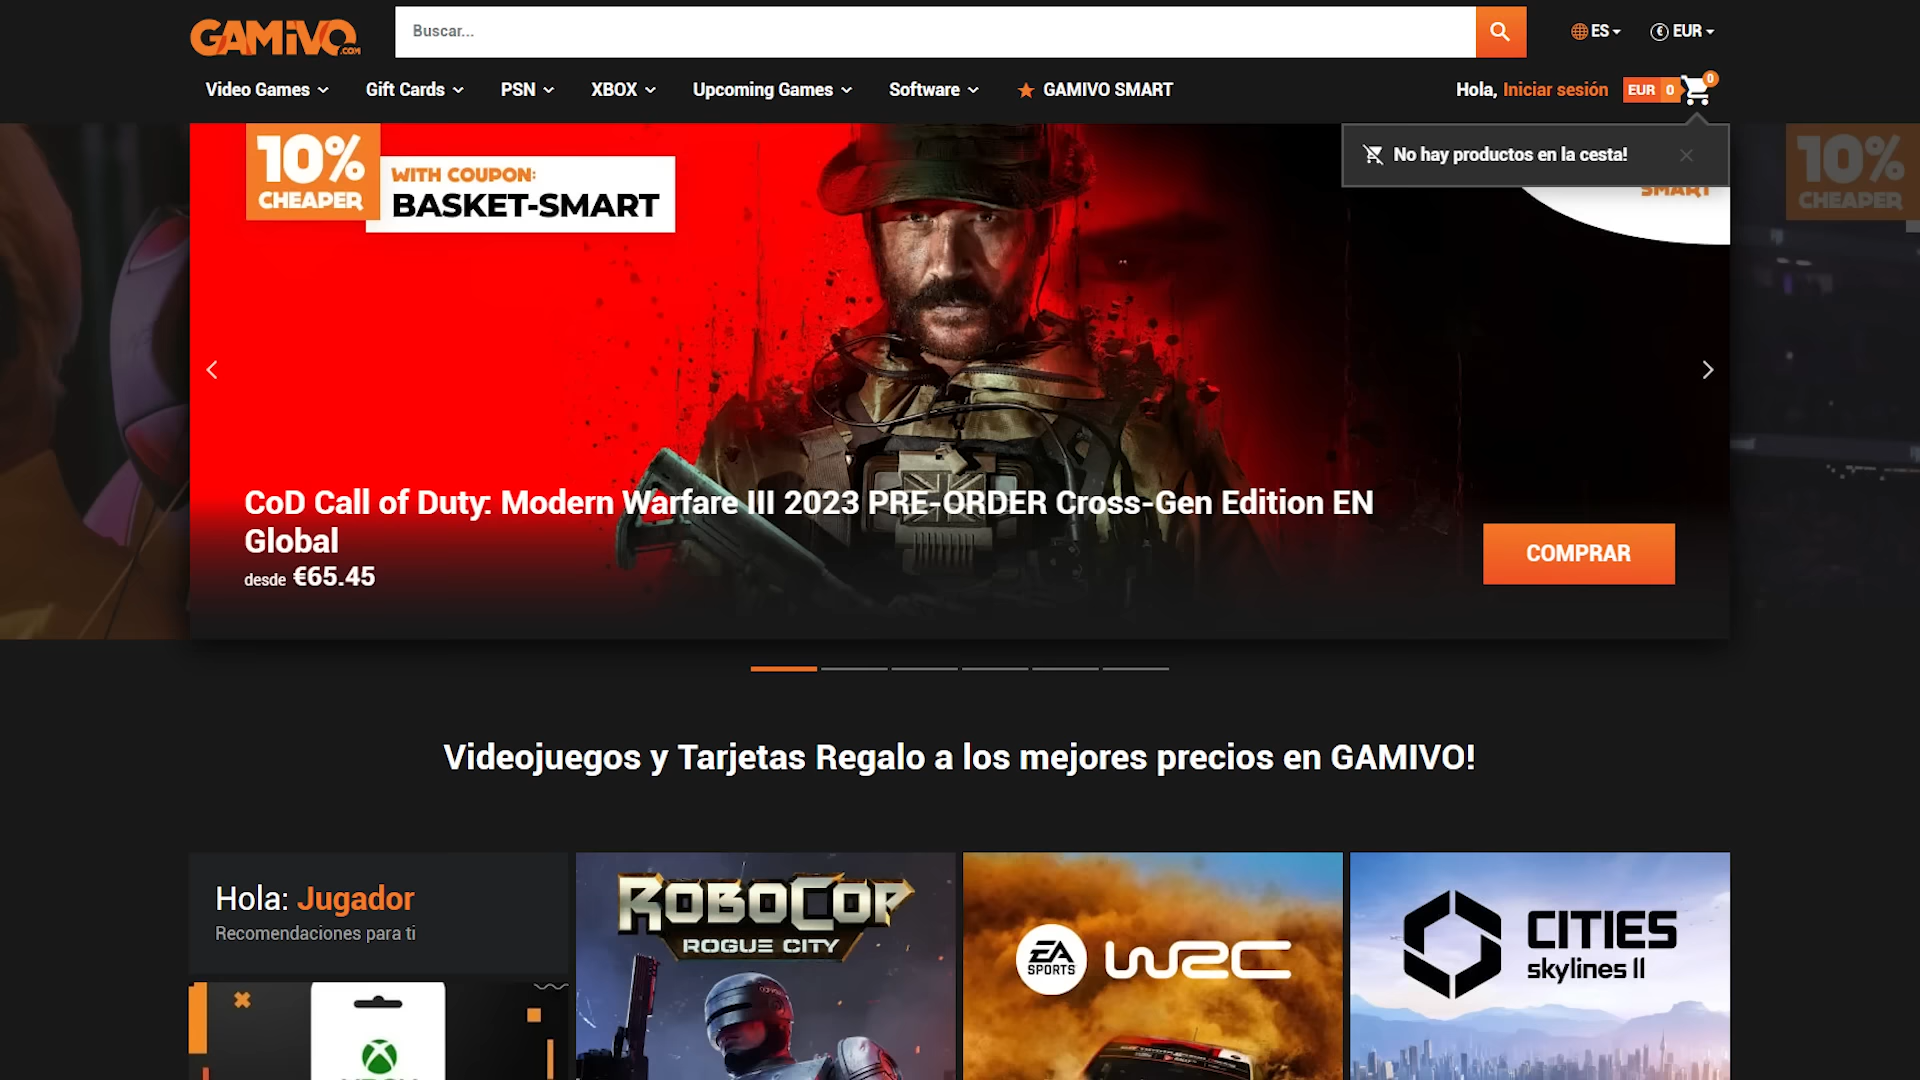 GAMIVO.COM
Buscar...
ES
€ EUR
Video Games
Gift Cards
PSN
XBOX
Upcoming Games
Software
GAMIVO SMART
Hola, Iniciar sesión
EUR 0
0
No hay productos en la cesta!
10%
CHEAPER
WITH COUPON:
BASKET-SMART
SMART
10%
CHEAPER
CoD Call of Duty: Modern Warfare III 2023 PRE-ORDER Cross-Gen Edition EN
Global
desde €65.45
COMPRAR
Videojuegos y Tarjetas Regalo a los mejores precios en GAMIVO!
Hola: Jugador
Recomendaciones para ti
ROBOCOP
ROGUE CITY
EA
SPORTS
WRC
CITIES
skylines II
XBOX